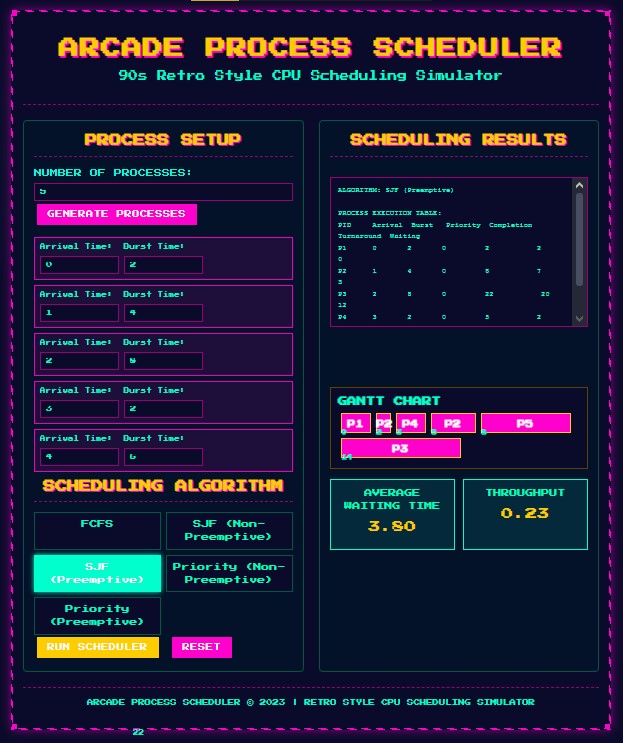 ARCADE PROCESS SCHEDULER
90s Retro Style CPU Scheduling Simulator
PROCESS SETUP
NUMBER OF PROCESSES:
5
GENERATE PROCESSES
Arrival Time: Burst Time:
0 2
Arrival Time: Burst Time:
1 4
Arrival Time: Burst Time:
2 8
Arrival Time: Burst Time:
3 2
Arrival Time: Burst Time:
4 6
SCHEDULING ALGORITHM
FCFS
SJF (Non-
Preemptive)
SJF
(Preemptive)
Priority (Non-
Preemptive)
Priority
(Preemptive)
RUN SCHEDULER RESET
SCHEDULING RESULTS
ALGORITHM: SJF (Preemptive)
PROCESS EXECUTION TABLE:
PID Arrival Burst Priority Completion
Turnaround Waiting
P1 0 2 0 2 2
0
P2 1 4 0 8 7
3
P3 2 8 0 22 20
12
P4 3 2 0 5 2
GANTT CHART
P1 P2 P4 P2 P5
P3
14
AVERAGE
WAITING TIME
3.80
THROUGHPUT
0.23
ARCADE PROCESS SCHEDULER © 2023 | RETRO STYLE CPU SCHEDULING SIMULATOR
22